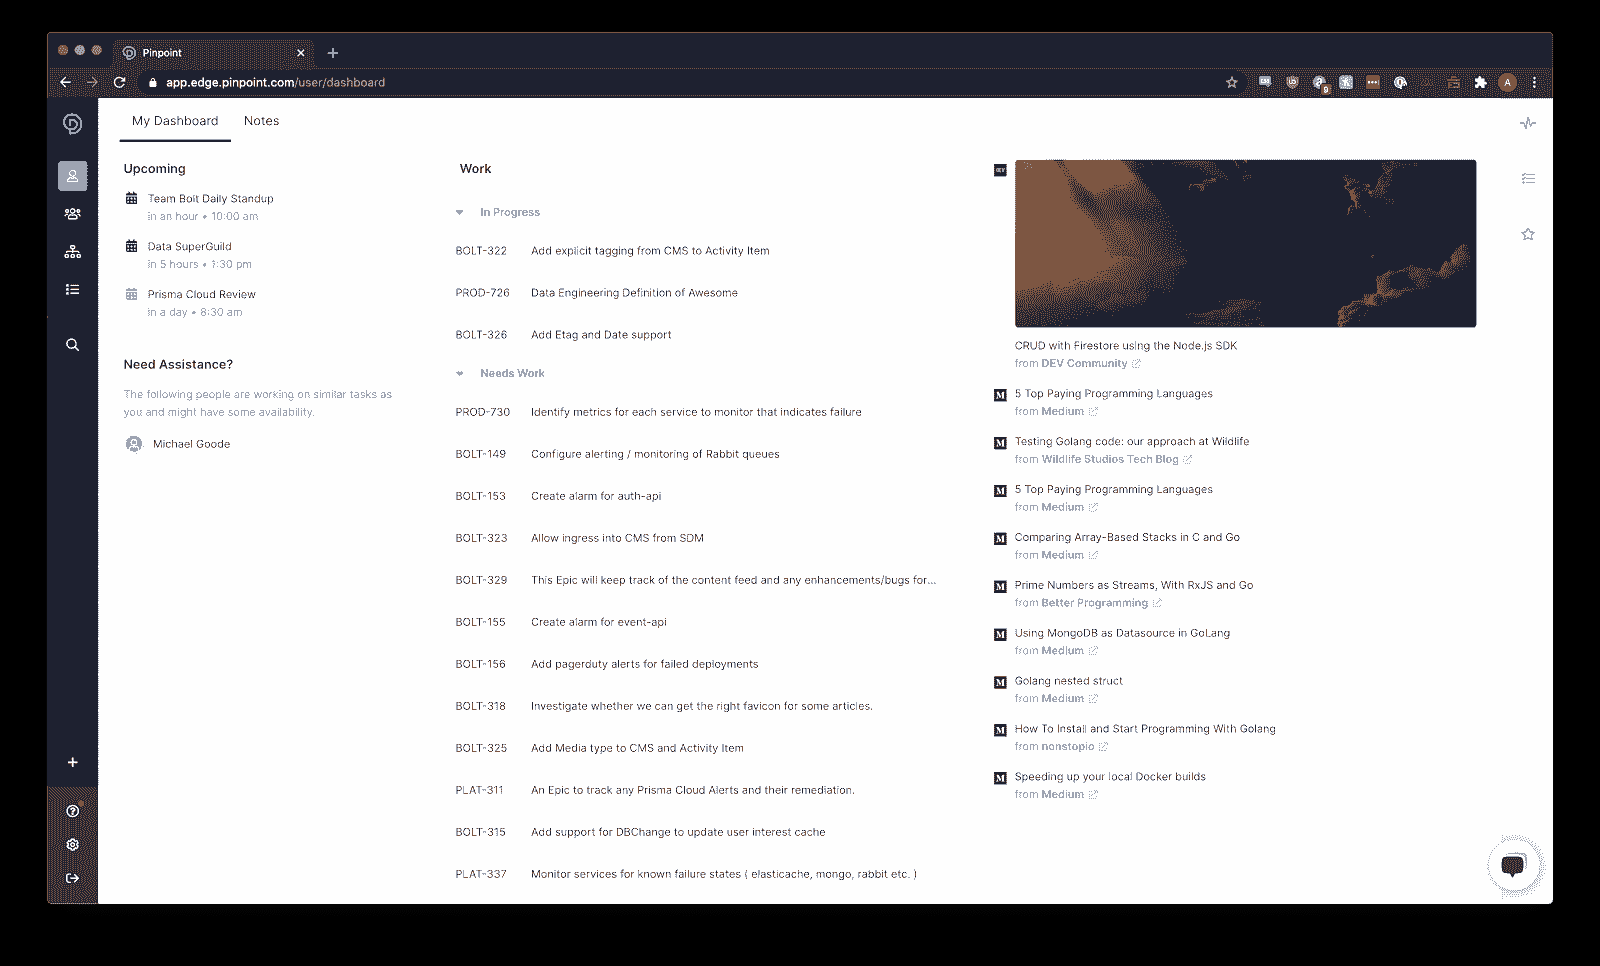 Pinpoint
app.edge.pinpoint.com/user/dashboard
9
A
My Dashboard
Notes
Upcoming
Team Bolt Daily Standup
in an hour • 10:00 am
Data SuperGuild
in 5 hours • 1:30 pm
Prisma Cloud Review
in a day • 8:30 am
Need Assistance?
The following people are working on similar tasks as
you and might have some availability.
Michael Goode
Work
In Progress
BOLT-322 Add explicit tagging from CMS to Activity Item
PROD-726 Data Engineering Definition of Awesome
BOLT-326 Add Etag and Date support
Needs Work
PROD-730 Identify metrics for each service to monitor that indicates failure
BOLT-149 Configure alerting / monitoring of Rabbit queues
BOLT-153 Create alarm for auth-api
BOLT-323 Allow ingress into CMS from SDM
BOLT-329 This Epic will keep track of the content feed and any enhancements/bugs for...
BOLT-155 Create alarm for event-api
BOLT-156 Add pagerduty alerts for failed deployments
BOLT-318 Investigate whether we can get the right favicon for some articles.
BOLT-325 Add Media type to CMS and Activity Item
PLAT-311 An Epic to track any Prisma Cloud Alerts and their remediation.
BOLT-315 Add support for DBChange to update user interest cache
PLAT-337 Monitor services for known failure states ( elasticache, mongo, rabbit etc. )
DEV
CRUD with Firestore using the Node.js SDK
from DEV Community
5 Top Paying Programming Languages
from Medium
Testing Golang code: our approach at Wildlife
from Wildlife Studios Tech Blog
5 Top Paying Programming Languages
from Medium
Comparing Array-Based Stacks in C and Go
from Medium
Prime Numbers as Streams, With RxJS and Go
from Better Programming
Using MongoDB as Datasource in GoLang
from Medium
Golang nested struct
from Medium
How To Install and Start Programming With Golang
from nonstopio
Speeding up your local Docker builds
from Medium